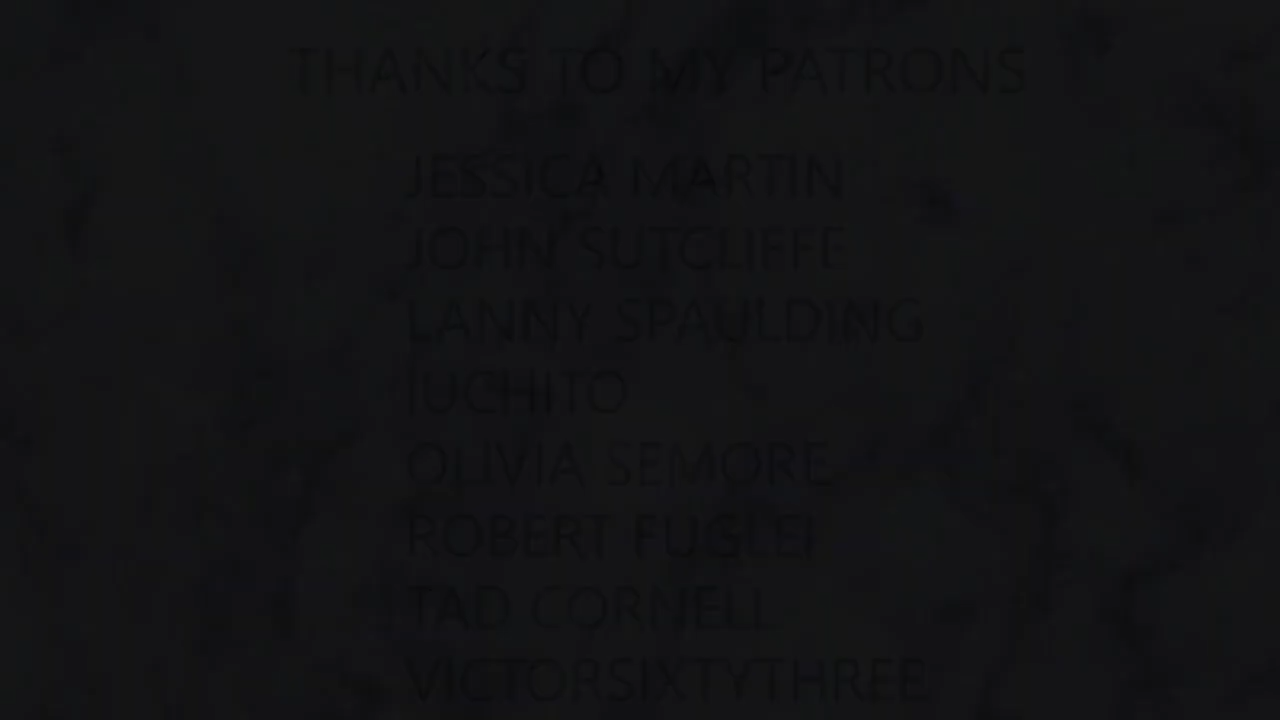 THANKS TO MY PATRONS
JESSICA MARTIN
JOHN SUTCLIFFE
LANNY SPAULDING
IUCHITO
OLIVIA SEMORE
ROBERT FUGLEI
TAD CORNELL
VICTORSIXTYTHREE